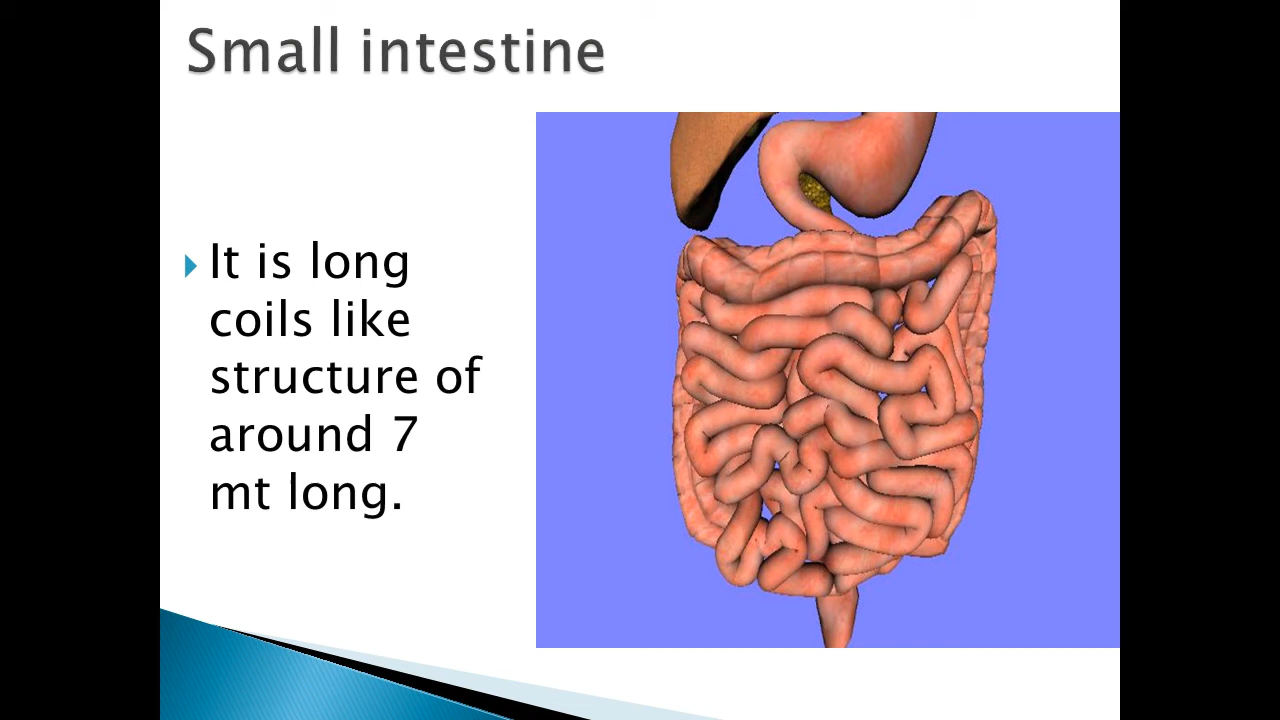 Small intestine
It is long
coils like
structure of
around 7
mt long.